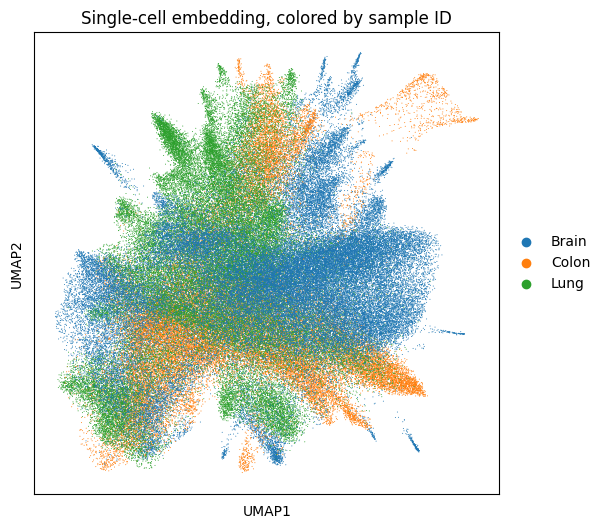 Single-cell embedding, colored by sample ID
UMAP2
Brain
Colon
Lung
UMAP1